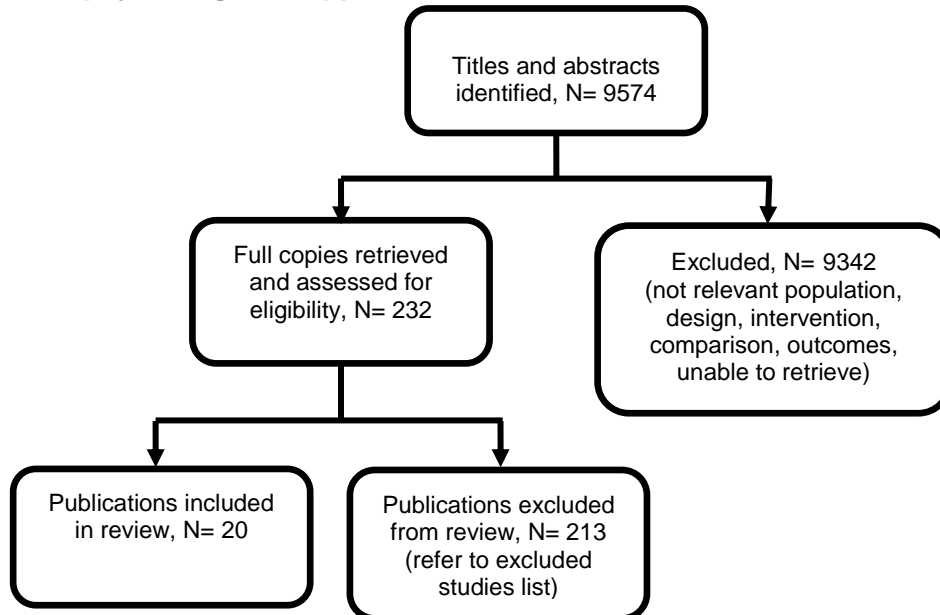 Titles and abstracts
identified, N= 9574
Full copies retrieved
and assessed for
eligibility, N= 232
Excluded, N= 9342
(not relevant population,
design, intervention,
comparison, outcomes,
unable to retrieve)
Publications included
in review, N= 20
Publications excluded
from review, N= 213
(refer to excluded
studies list)